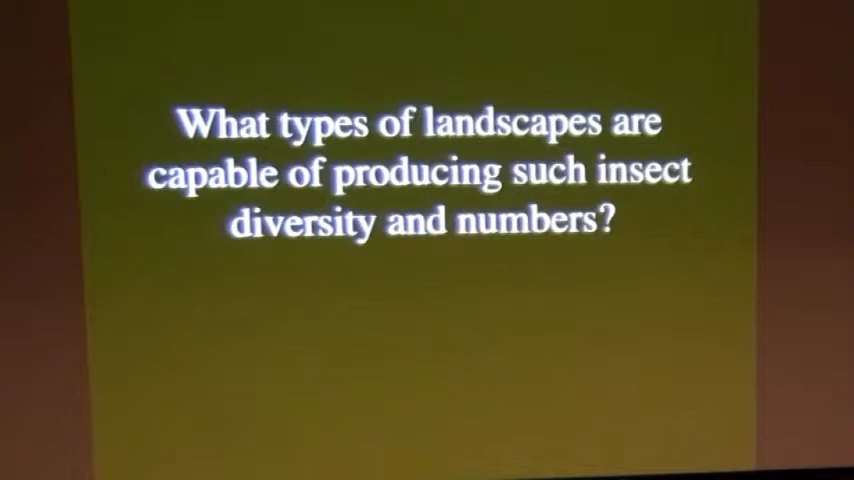 What types of landscapes are
capable of producing such insect
diversity and numbers?